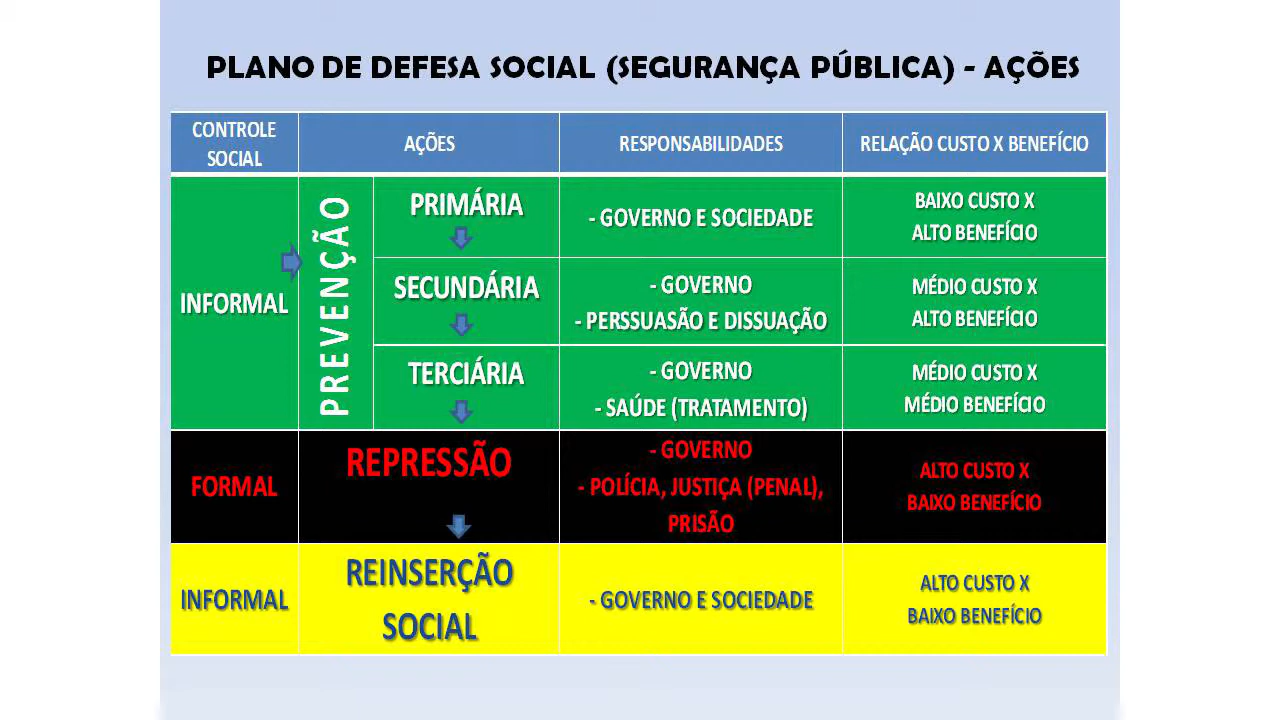 PLANO DE DEFESA SOCIAL (SEGURANÇA PÚBLICA) - AÇÕES
CONTROLE
SOCIAL
AÇÕES
RESPONSABILIDADES
RELAÇÃO CUSTO X BENEFÍCIO
INFORMAL
PREVENÇÃO
PRIMÁRIA
- GOVERNO E SOCIEDADE
BAIXO CUSTO X
ALTO BENEFÍCIO
SECUNDÁRIA
- GOVERNO
- PERSSUASÃO E DISSUAÇÃO
MÉDIO CUSTO X
ALTO BENEFÍCIO
TERCIÁRIA
- GOVERNO
- SAÚDE (TRATAMENTO)
MÉDIO CUSTO X
MÉDIO BENEFÍCIO
FORMAL
REPRESSÃO
- GOVERNO
- POLÍCIA, JUSTIÇA (PENAL),
PRISÃO
ALTO CUSTO X
BAIXO BENEFÍCIO
INFORMAL
REINSERÇÃO
SOCIAL
- GOVERNO E SOCIEDADE
ALTO CUSTO X
BAIXO BENEFÍCIO